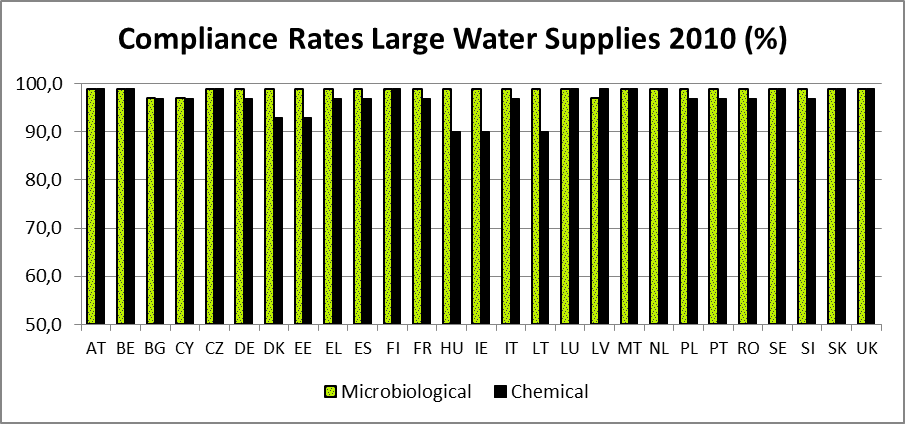 Compliance Rates Large Water Supplies 2010 (%)
100,0
90,0
80,0
70,0
60,0
50,0
AT BE BG CY CZ DE DK EE EL ES FI FR HU IE IT LT LU LV MT NL PL PT RO SE SI SK UK
Microbiological Chemical